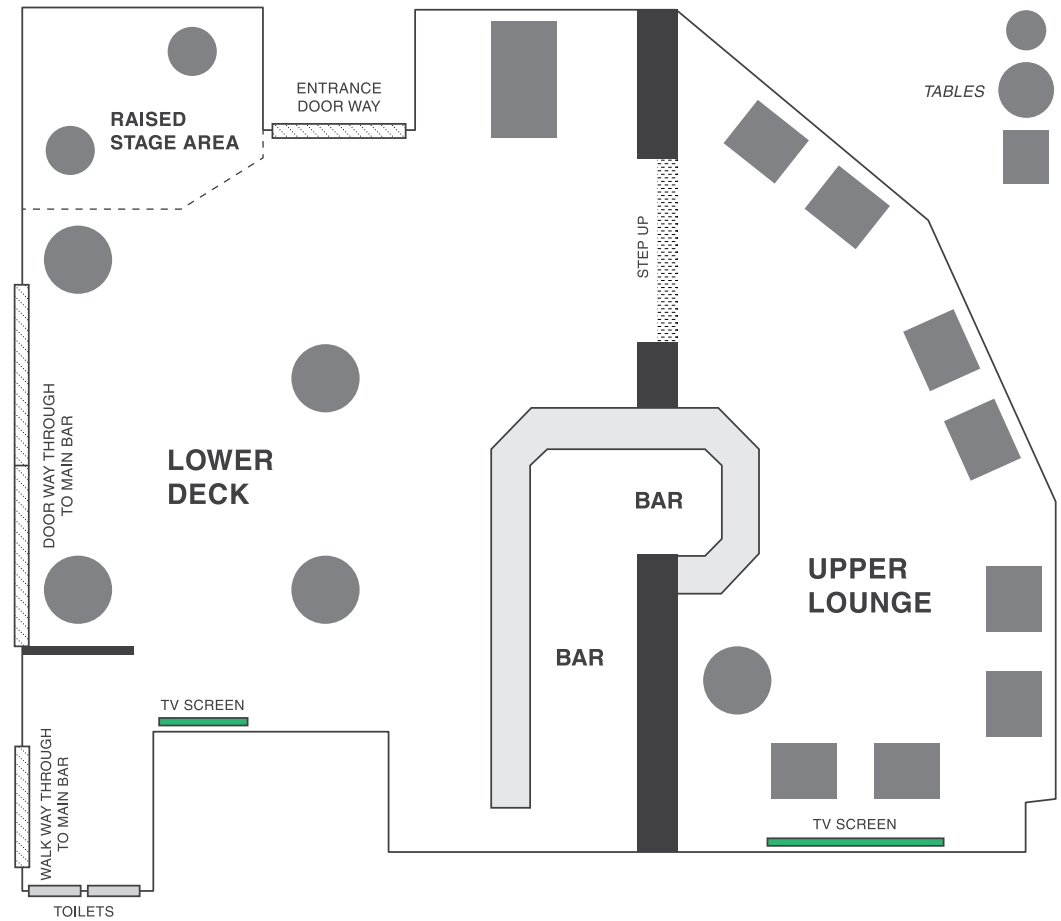 ENTRANCE
DOOR WAY
RAISED
STAGE AREA
TABLES
STEP UP
DOOR WAY THROUGH
TO MAIN BAR
LOWER
DECK
BAR
UPPER
LOUNGE
BAR
TV SCREEN
WALK WAY THROUGH
TO MAIN BAR
TV SCREEN
TOILETS